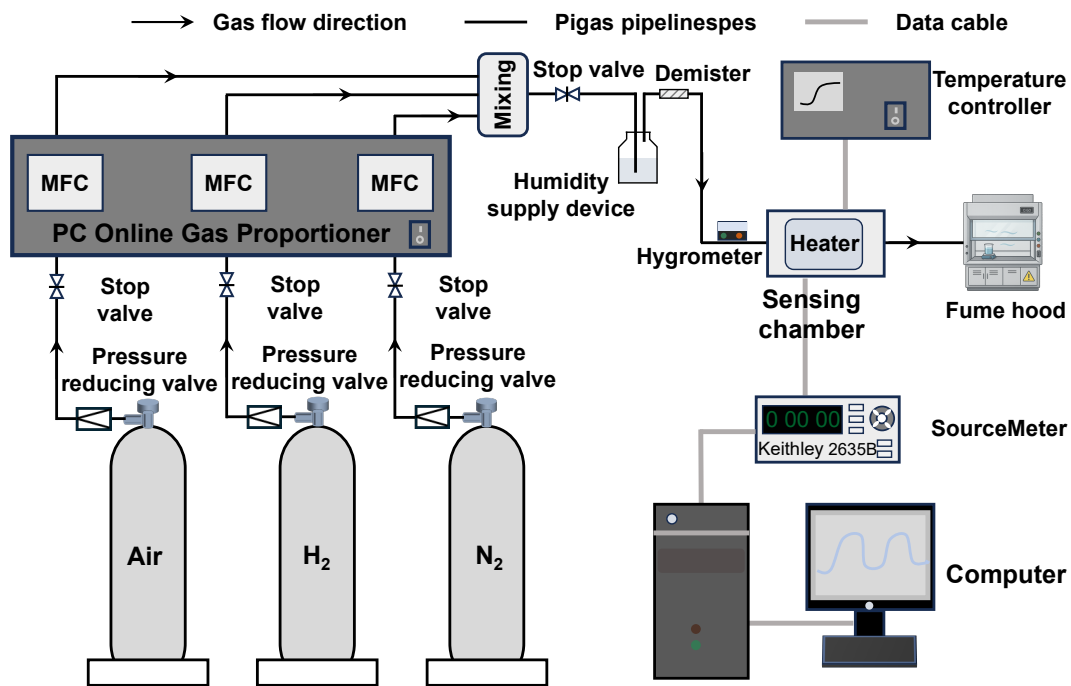 Gas flow direction
Pigas pipelinespes
Data cable
Mixing
Stop valve
Demister
Temperature
controller
MFC
MFC
MFC
PC Online Gas Proportioner
Humidity
supply device
Hygrometer
Heater
Sensing
chamber
Fume hood
Stop
valve
Stop
valve
Stop
valve
Pressure
reducing valve
Pressure
reducing valve
Pressure
reducing valve
0 00 00
Keithley 2635B
SourceMeter
Air
H₂
N₂
Computer